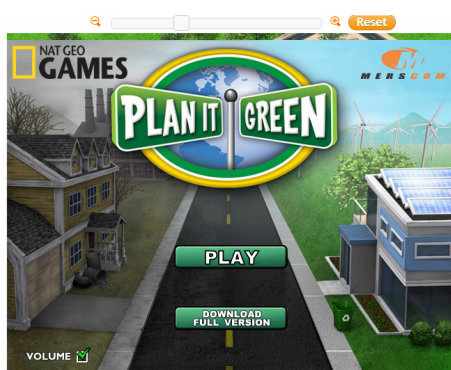 Reset
NAT GEO
GAMES
MERSCOM
PLAN IT GREEN
PLAY
DOWNLOAD
FULL VERSION
VOLUME